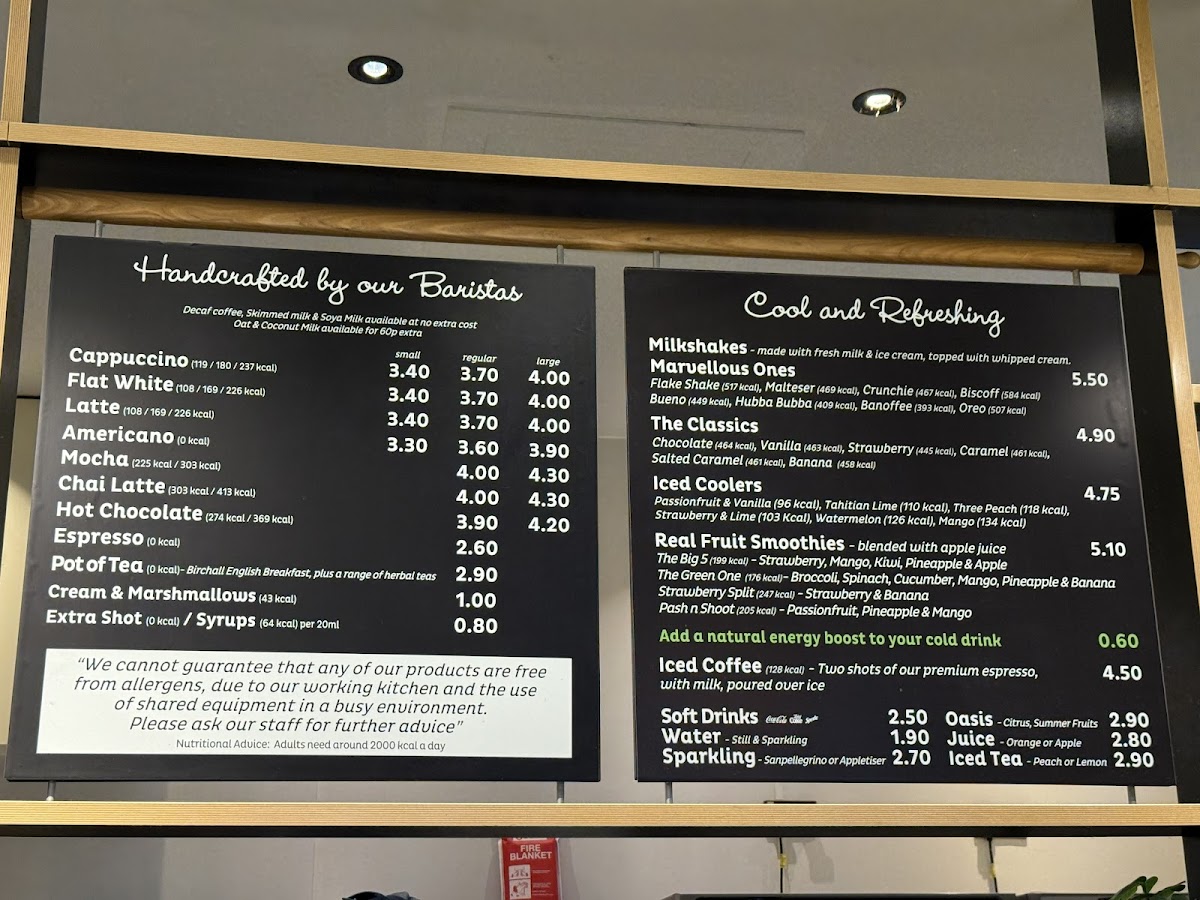 Handcrafted by our Baristas
Decaf coffee, Skimmed milk & Soya Milk available at no extra cost
Oat & Coconut Milk available for 60p extra
small regular large
Cappuccino (119 / 180 / 237 kcal) 3.40 3.70 4.00
Flat White (108 / 169 / 226 kcal) 3.40 3.70 4.00
Latte (108 / 169 / 226 kcal) 3.40 3.70 4.00
Americano (0 kcal) 3.30 3.60 3.90
Mocha (225 kcal / 303 kcal) 4.00 4.30
Chai Latte (303 kcal / 413 kcal) 4.00 4.30
Hot Chocolate (274 kcal / 369 kcal) 3.90 4.20
Espresso (0 kcal) 2.60
Pot of Tea (0 kcal)- Birchall English Breakfast, plus a range of herbal teas 2.90
Cream & Marshmallows (43 kcal) 1.00
Extra Shot (0 kcal) / Syrups (64 kcal) per 20ml 0.80
"We cannot guarantee that any of our products are free
from allergens, due to our working kitchen and the use
of shared equipment in a busy environment.
Please ask our staff for further advice"
Nutritional Advice: Adults need around 2000 kcal a day
Cool and Refreshing
Milkshakes - made with fresh milk & ice cream, topped with whipped cream.
Marvellous Ones 5.50
Flake Shake (517 kcal), Malteser (469 kcal), Crunchie (467 kcal), Biscoff (584 kcal)
Bueno (449 kcal), Hubba Bubba (409 kcal), Banoffee (393 kcal), Oreo (507 kcal)
The Classics 4.90
Chocolate (464 kcal), Vanilla (463 kcal), Strawberry (445 kcal), Caramel (461 kcal),
Salted Caramel (461 kcal), Banana (458 kcal)
Iced Coolers 4.75
Passionfruit & Vanilla (96 kcal), Tahitian Lime (110 kcal), Three Peach (118 kcal),
Strawberry & Lime (103 Kcal), Watermelon (126 kcal), Mango (134 kcal)
Real Fruit Smoothies - blended with apple juice 5.10
The Big 5 (199 kcal) - Strawberry, Mango, Kiwi, Pineapple & Apple
The Green One (176 kcal)- Broccoli, Spinach, Cucumber, Mango, Pineapple & Banana
Strawberry Split (247 kcal) - Strawberry & Banana
Pash n Shoot (205 kcal) - Passionfruit, Pineapple & Mango
Add a natural energy boost to your cold drink 0.60
Iced Coffee (128 kcal) - Two shots of our premium espresso, 4.50
with milk, poured over ice
Soft Drinks 2.50 Oasis - Citrus, Summer Fruits 2.90
Water - Still & Sparkling 1.90 Juice - Orange or Apple 2.80
Sparkling - Sanpellegrino or Appletiser 2.70 Iced Tea - Peach or Lemon 2.90
FIRE
BLANKET